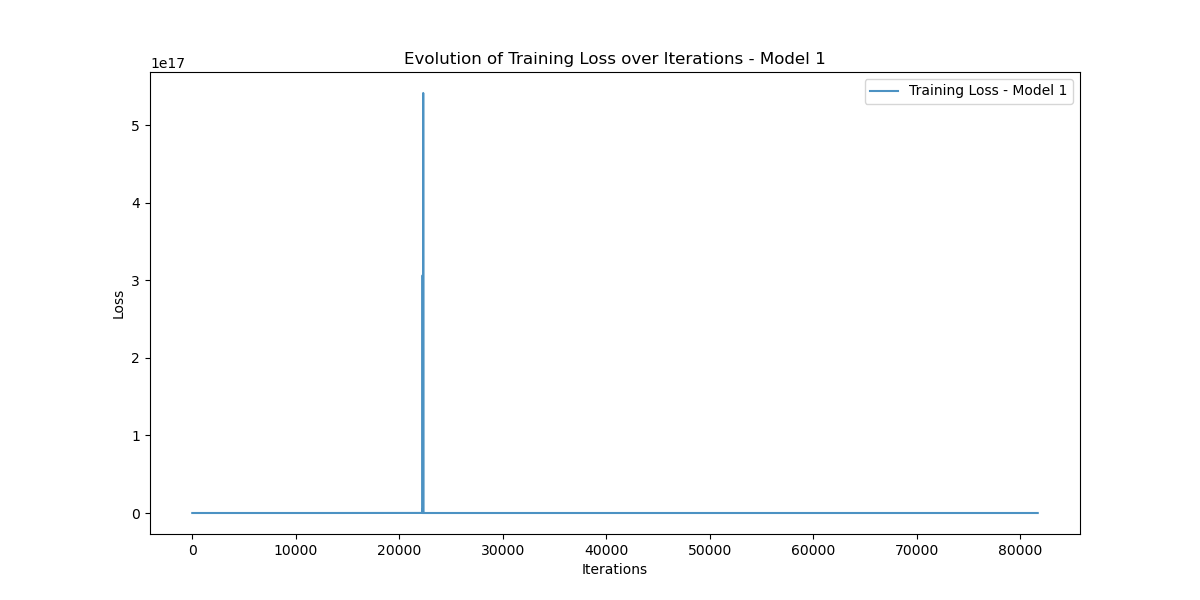 Evolution of Training Loss over Iterations - Model 1
1e17
Training Loss - Model 1
5
4
3
2
1
0
Loss
0 10000 20000 30000 40000 50000 60000 70000 80000
Iterations